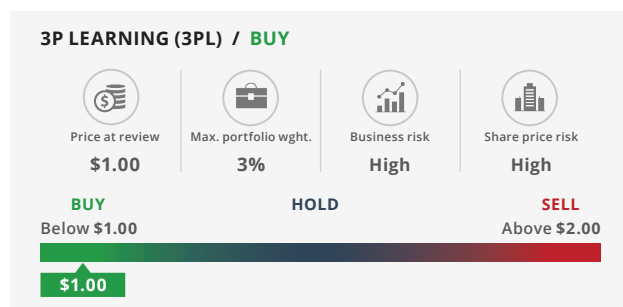 3P LEARNING (3PL) / BUY
Price at review Max. portfolio wght. Business risk Share price risk
$1.00 3% High High
BUY HOLD SELL
Below $1.00 Above $2.00
$1.00